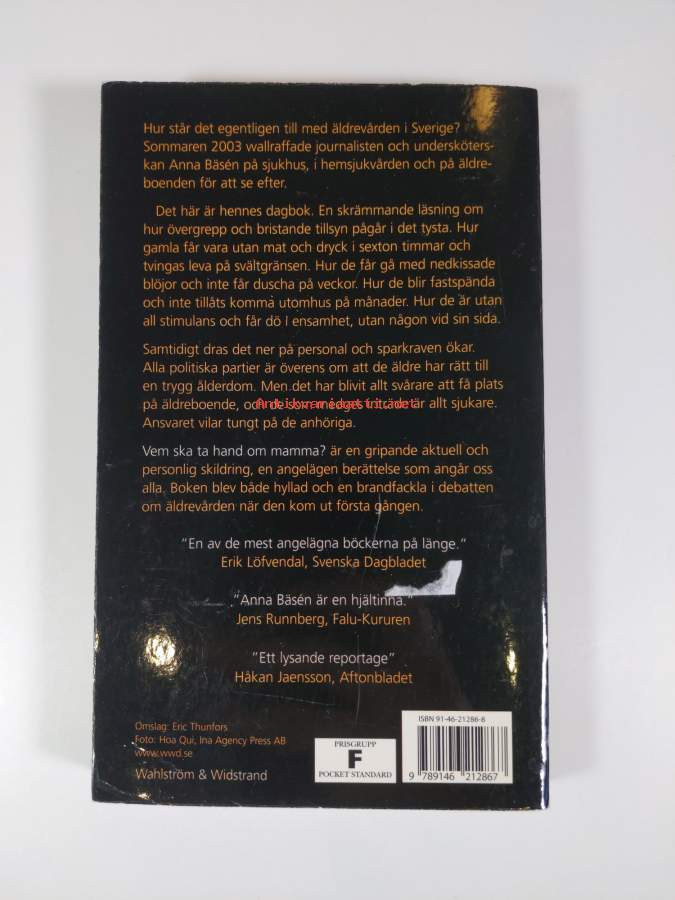 Hur står det egentligen till med äldrevården i Sverige?
Sommaren 2003 wallraffade journalisten och undersköters-
kan Anna Bäsén på sjukhus, i hemsjukvården och på äldre-
boenden för att se efter.
Det här är hennes dagbok. En skrämmande läsning om
hur övergrepp och bristande tillsyn pågår i det tysta. Hur
gamla får vara utan mat och dryck i sexton timmar och
tvingas leva på svältgränsen. Hur de får gå med nedkissade
blöjor och inte får duscha på veckor. Hur de blir fastspända
och inte tillåts komma utomhus på månader. Hur de är utan
all stimulans och får dö i ensamhet, utan någon vid sin sida.
Samtidigt dras det ner på personal och sparkraven ökar.
Alla politiska partier är överens om att de äldre har rätt till
en trygg ålderdom. Men det har blivit allt svårare att få plats
på äldreboende, och de som medges inträde är allt sjukare.
Ansvaret vilar tungt på de anhöriga.
Vem ska ta hand om mamma? är en gripande aktuell och
personlig skildring, en angelägen berättelse som angår oss
alla. Boken blev både hyllad och en brandfackla i debatten
om äldrevården när den kom ut första gången.
"En av de mest angelägna böckerna på länge."
Erik Löfvendal, Svenska Dagbladet
"Anna Bäsén är en hjältinna."
Jens Runnberg, Falu-Kururen
"Ett lysande reportage"
Håkan Jaensson, Aftonbladet
Omslag: Eric Thunfors
Foto: Hoa Qui, Ina Agency Press AB
www.wwd.se
Wahlström & Widstrand
PRISGRUPP
F
POCKET STANDARD
ISBN 91-46-21286-8
9 789146 212867